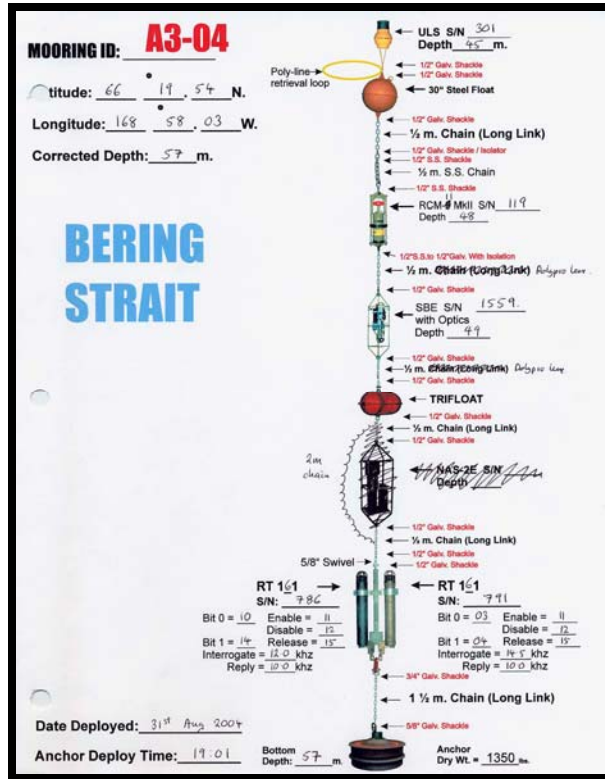 MOORING ID: A3-04
titude: 66 19 . 54 N.
Longitude: 168 58 . 03 W.
Corrected Depth: 57 m.
BERING
STRAIT
ULS S/N 301
Depth 45 m.
Poly-line
retrieval loop
1/2" Galv. Shackle
1/2" Galv. Shackle
30" Steel Float
1/2" Galv. Shackle
½ m. Chain (Long Link)
1/2" Galv. Shackle / Isolator
1/2" S.S. Shackle
½ m. S.S. Chain
1/2" S.S. Shackle
RCM-11 MkII S/N 119
Depth 48
1/2"S.S.to 1/2"Galv. With Isolation
½ m. Chain (Long Link) Polypro
1/2" Galv. Shackle
SBE S/N 1559.
with Optics
Depth 49
1/2" Galv. Shackle
½ m. Chain (Long Link) Polypro
1/2" Galv. Shackle
TRIFLOAT
1/2" Galv. Shackle
½ m. Chain (Long Link)
1/2" Galv. Shackle
2m
chain
NAS-2E S/N
Depth
1/2" Galv. Shackle
½ m. Chain (Long Link)
1/2" Galv. Shackle
5/8" Swivel
1/2" Galv. Shackle
RT 161
S/N: 786
Bit 0 = 10 Enable = 11
Disable = 12
Bit 1 = 14 Release = 15
Interrogate = 12.0 khz
Reply = 10.0 khz
RT 161
S/N: 791
Bit 0 = 03 Enable = 11
Disable = 12
Bit 1 = 04 Release = 15
Interrogate = 14.5 khz
Reply = 10.0 khz
3/4" Galv. Shackle
1 ½ m. Chain (Long Link)
5/8" Galv. Shackle
Date Deployed: 31st Aug 2004
Anchor Deploy Time: 19:01
Bottom
Depth: 57 m.
Anchor
Dry Wt. = 1350 lbs.